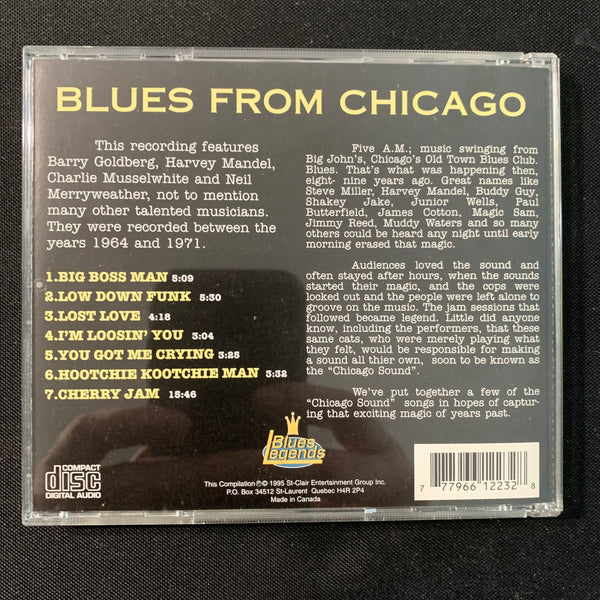 BLUES FROM CHICAGO
This recording features
Barry Goldberg, Harvey Mandel,
Charlie Musselwhite and Neil
Merryweather, not to mention
many other talented musicians.
They were recorded between the
years 1964 and 1971.
1.BIG BOSS MAN 5:09
2.LOW DOWN FUNK 5:30
3.LOST LOVE 4:18
4.I'M LOOSIN' YOU 3:04
5.YOU GOT ME CRYING 3:25
6.HOOTCHIE KOOTCHIE MAN 3:32
7.CHERRY JAM 15:46
Five A.M.; music swinging from
Big John's, Chicago's Old Town Blues Club.
Blues. That's what was happening then,
eight- nine years ago. Great names like
Steve Miller, Harvey Mandel, Buddy Guy,
Shakey Jake, Junior Wells, Paul
Butterfield, James Cotton, Magic Sam,
Jimmy Reed, Muddy Waters and so many
others could be heard any night until early
morning erased that magic.
Audiences loved the sound and
often stayed after hours, when the sounds
started their magic, and the cops were
locked out and the people were left alone to
groove on the music. The jam sessions that
followed became legend. Little did anyone
know, including the performers, that these
same cats, who were merely playing what
they felt, would be responsible for making
a sound all thier own, soon to be known as
the "Chicago Sound".
We've put together a few of the
"Chicago Sound" songs in hopes of captur-
ing that exciting magic of years past.
Blues
Legends
COMPACT
disc
DIGITAL AUDIO
This Compilation ℗© 1995 St-Clair Entertainment Group Inc.
P.O. Box 34512 St-Laurent Quebec H4R 2P4
Made in Canada
7 77966 12232 8